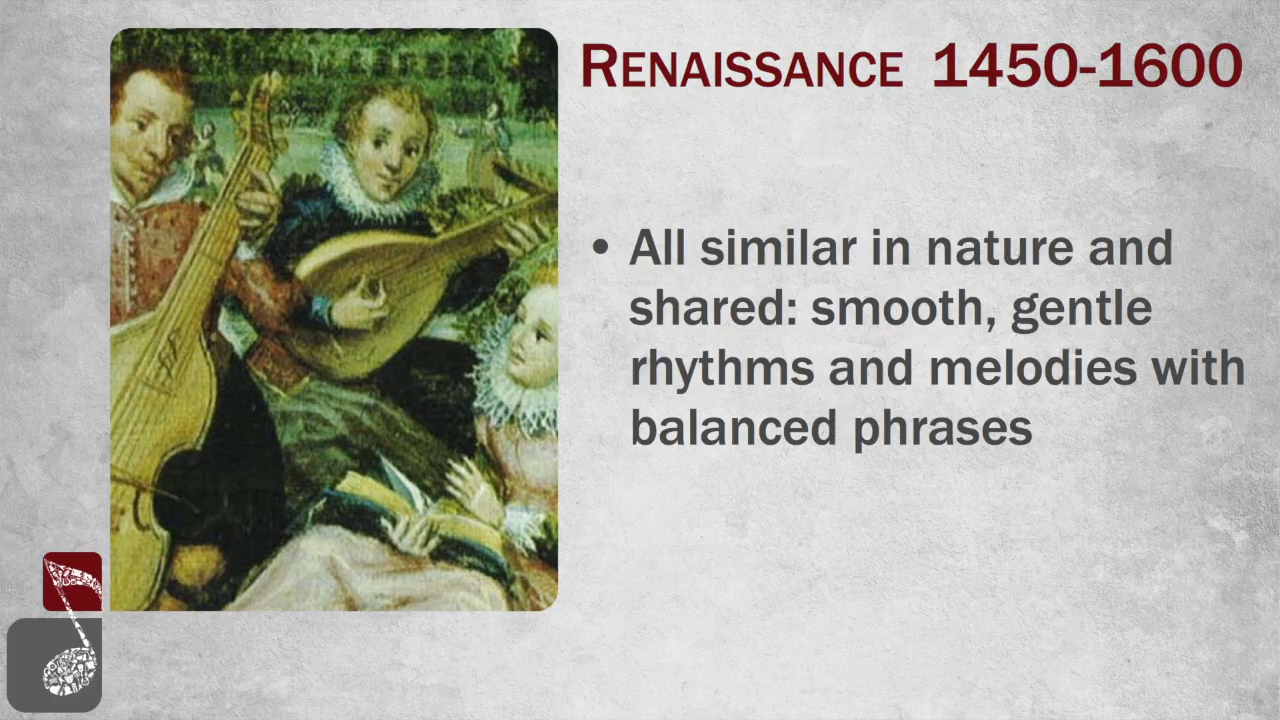 RENAISSANCE 1450-1600
• All similar in nature and
shared: smooth, gentle
rhythms and melodies with
balanced phrases